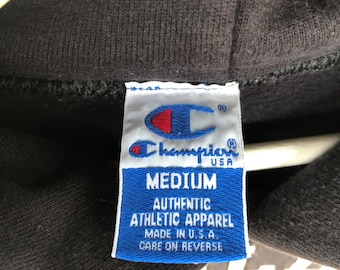 Champion®
USA
MEDIUM
AUTHENTIC
ATHLETIC APPAREL
MADE IN U.S.A.
CARE ON REVERSE